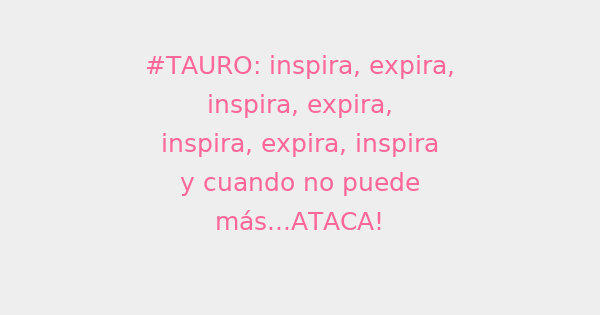 #TAURO: inspira, expira,
inspira, expira,
inspira, expira, inspira
y cuando no puede
más...ATACA!